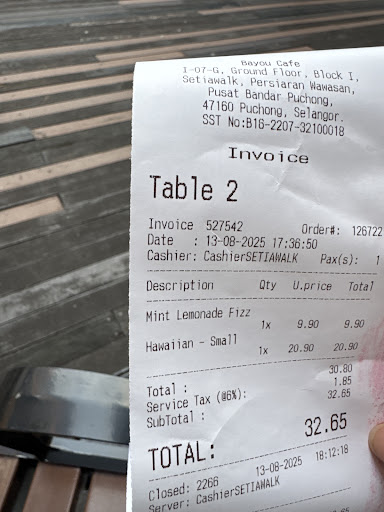 Bayou Cafe
I-07-G, Ground Floor, Block I,
Setiawalk, Persiaran Wawasan,
Pusat Bandar Puchong,
47160 Puchong, Selangor.
SST No:B16-2207-32100018
Invoice
Table 2
Invoice 527542 Order#: 126722
Date : 13-08-2025 17:36:50
Cashier: CashierSETIAWALK Pax(s): 1
Description Qty U.price Total
Mint Lemonade Fizz
1x 9.90 9.90
Hawaiian - Small
1x 20.90 20.90
Total : 30.80
Service Tax (@6%): 1.85
SubTotal : 32.65
TOTAL: 32.65
Closed: 2266 13-08-2025 18:12:18
Server: CashierSETIAWALK